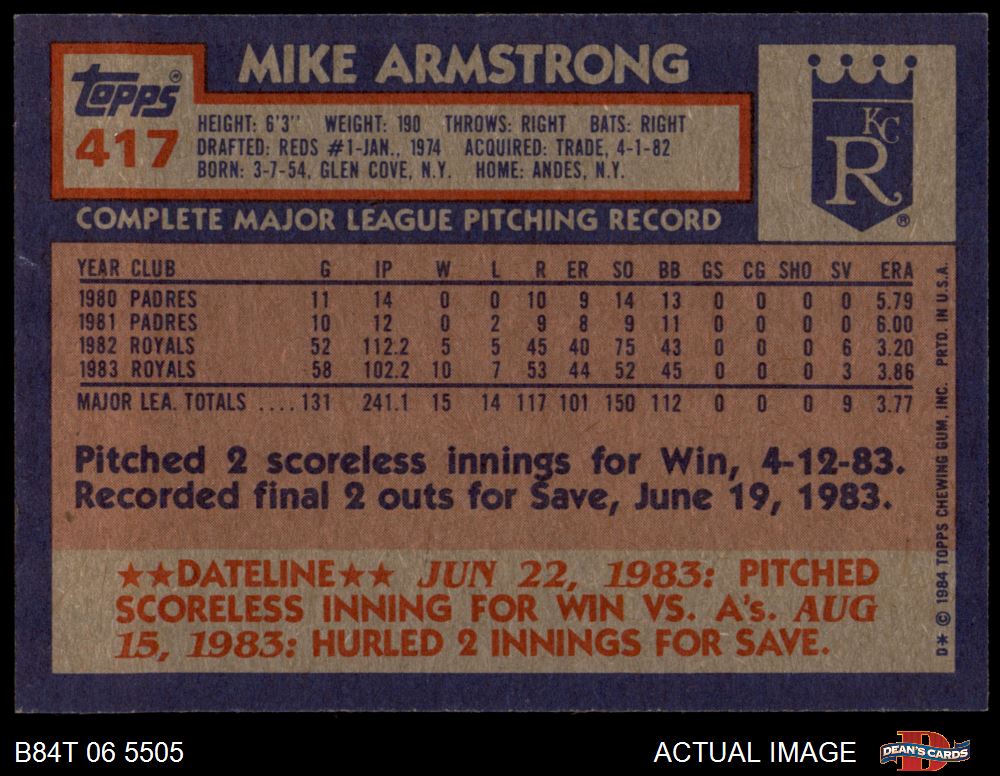 topps
417
MIKE ARMSTRONG
HEIGHT: 6'3" WEIGHT: 190 THROWS: RIGHT BATS: RIGHT
DRAFTED: REDS #1-JAN., 1974 ACQUIRED: TRADE, 4-1-82
BORN: 3-7-54, GLEN COVE, N.Y. HOME: ANDES, N.Y.
KC
R
®
COMPLETE MAJOR LEAGUE PITCHING RECORD
YEAR CLUB G IP W L R ER SO BB GS CG SHO SV ERA
1980 PADRES 11 14 0 0 10 9 14 13 0 0 0 0 5.79
1981 PADRES 10 12 0 2 9 8 9 11 0 0 0 0 6.00
1982 ROYALS 52 112.2 5 5 45 40 75 43 0 0 0 6 3.20
1983 ROYALS 58 102.2 10 7 53 44 52 45 0 0 0 3 3.86
MAJOR LEA. TOTALS .... 131 241.1 15 14 117 101 150 112 0 0 0 9 3.77
Pitched 2 scoreless innings for Win, 4-12-83.
Recorded final 2 outs for Save, June 19, 1983.
★★DATELINE★★ JUN 22, 1983: PITCHED
SCORELESS INNING FOR WIN VS. A's. AUG
15, 1983: HURLED 2 INNINGS FOR SAVE.
D* © 1984 TOPPS CHEWING GUM, INC. PRTD. IN U.S.A.
B84T 06 5505
ACTUAL IMAGE
D
DEAN'S CARDS